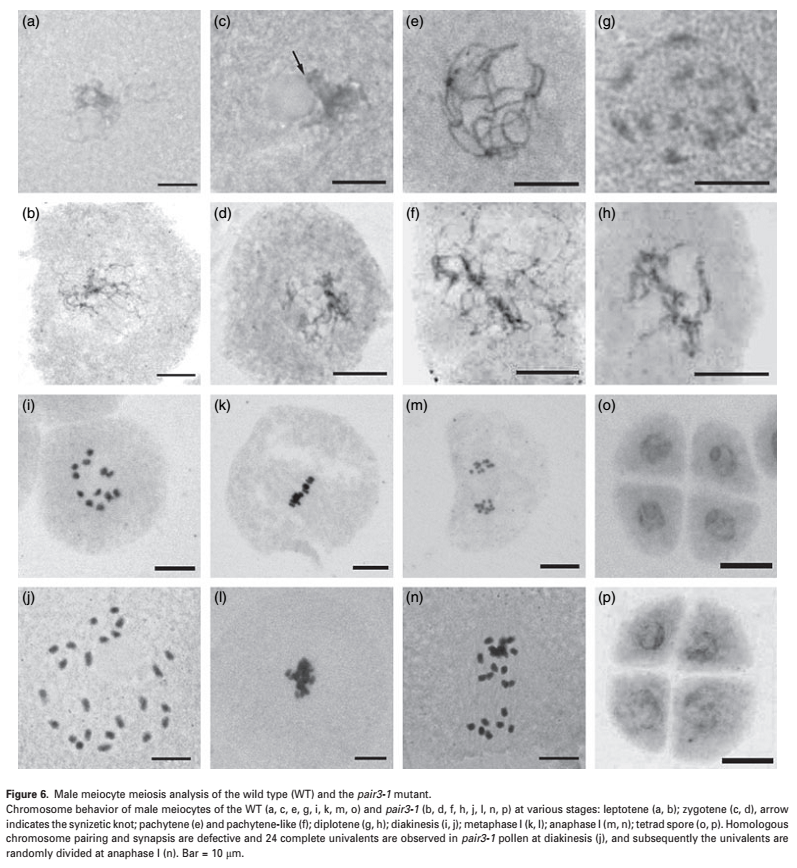 (a) (c) (e) (g)
(b) (d) (f) (h)
(i) (k) (m) (o)
(j) (l) (n) (p)
Figure 6. Male meiocyte meiosis analysis of the wild type (WT) and the pair3-1 mutant.
Chromosome behavior of male meiocytes of the WT (a, c, e, g, i, k, m, o) and pair3-1 (b, d, f, h, j, l, n, p) at various stages: leptotene (a, b); zygotene (c, d), arrow
indicates the synizetic knot; pachytene (e) and pachytene-like (f); diplotene (g, h); diakinesis (i, j); metaphase I (k, l); anaphase I (m, n); tetrad spore (o, p). Homologous
chromosome pairing and synapsis are defective and 24 complete univalents are observed in pair3-1 pollen at diakinesis (j), and subsequently the univalents are
randomly divided at anaphase I (n). Bar = 10 μm.